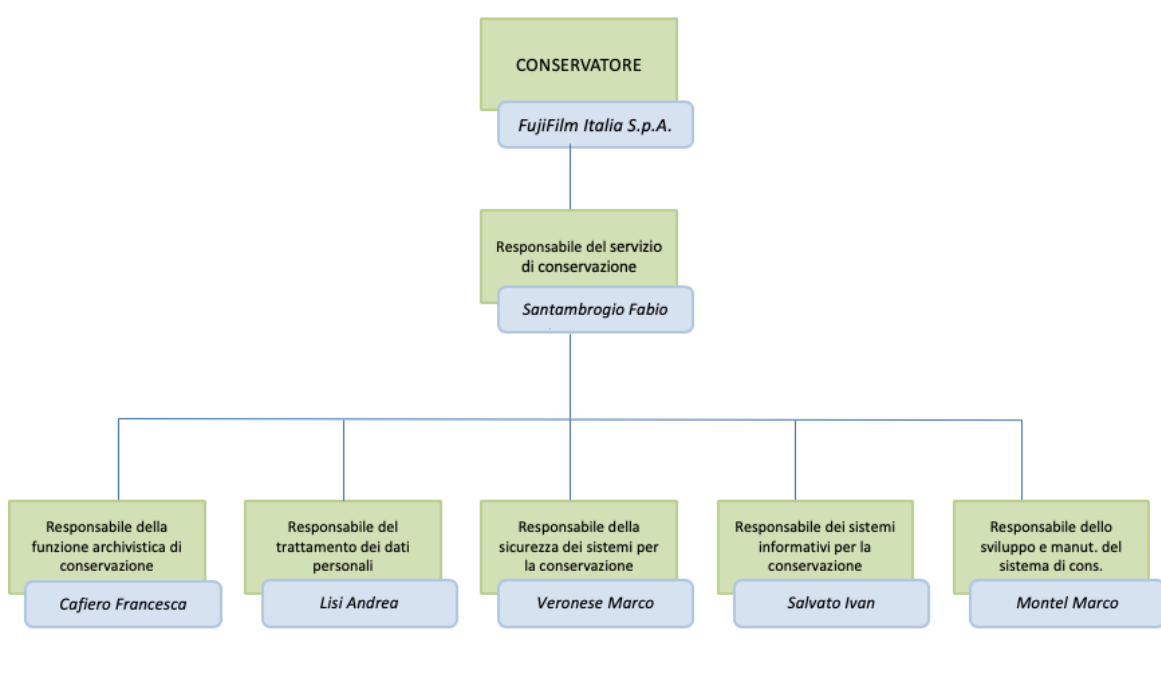 CONSERVATORE
FujiFilm Italia S.p.A.
Responsabile del servizio
di conservazione
Santambrogio Fabio
Responsabile della
funzione archivistica di
conservazione
Cafiero Francesca
Responsabile del
trattamento dei dati
personali
Lisi Andrea
Responsabile della
sicurezza dei sistemi per
la conservazione
Veronese Marco
Responsabile dei sistemi
informativi per la
conservazione
Salvato Ivan
Responsabile dello
sviluppo e manut. del
sistema di cons.
Montel Marco